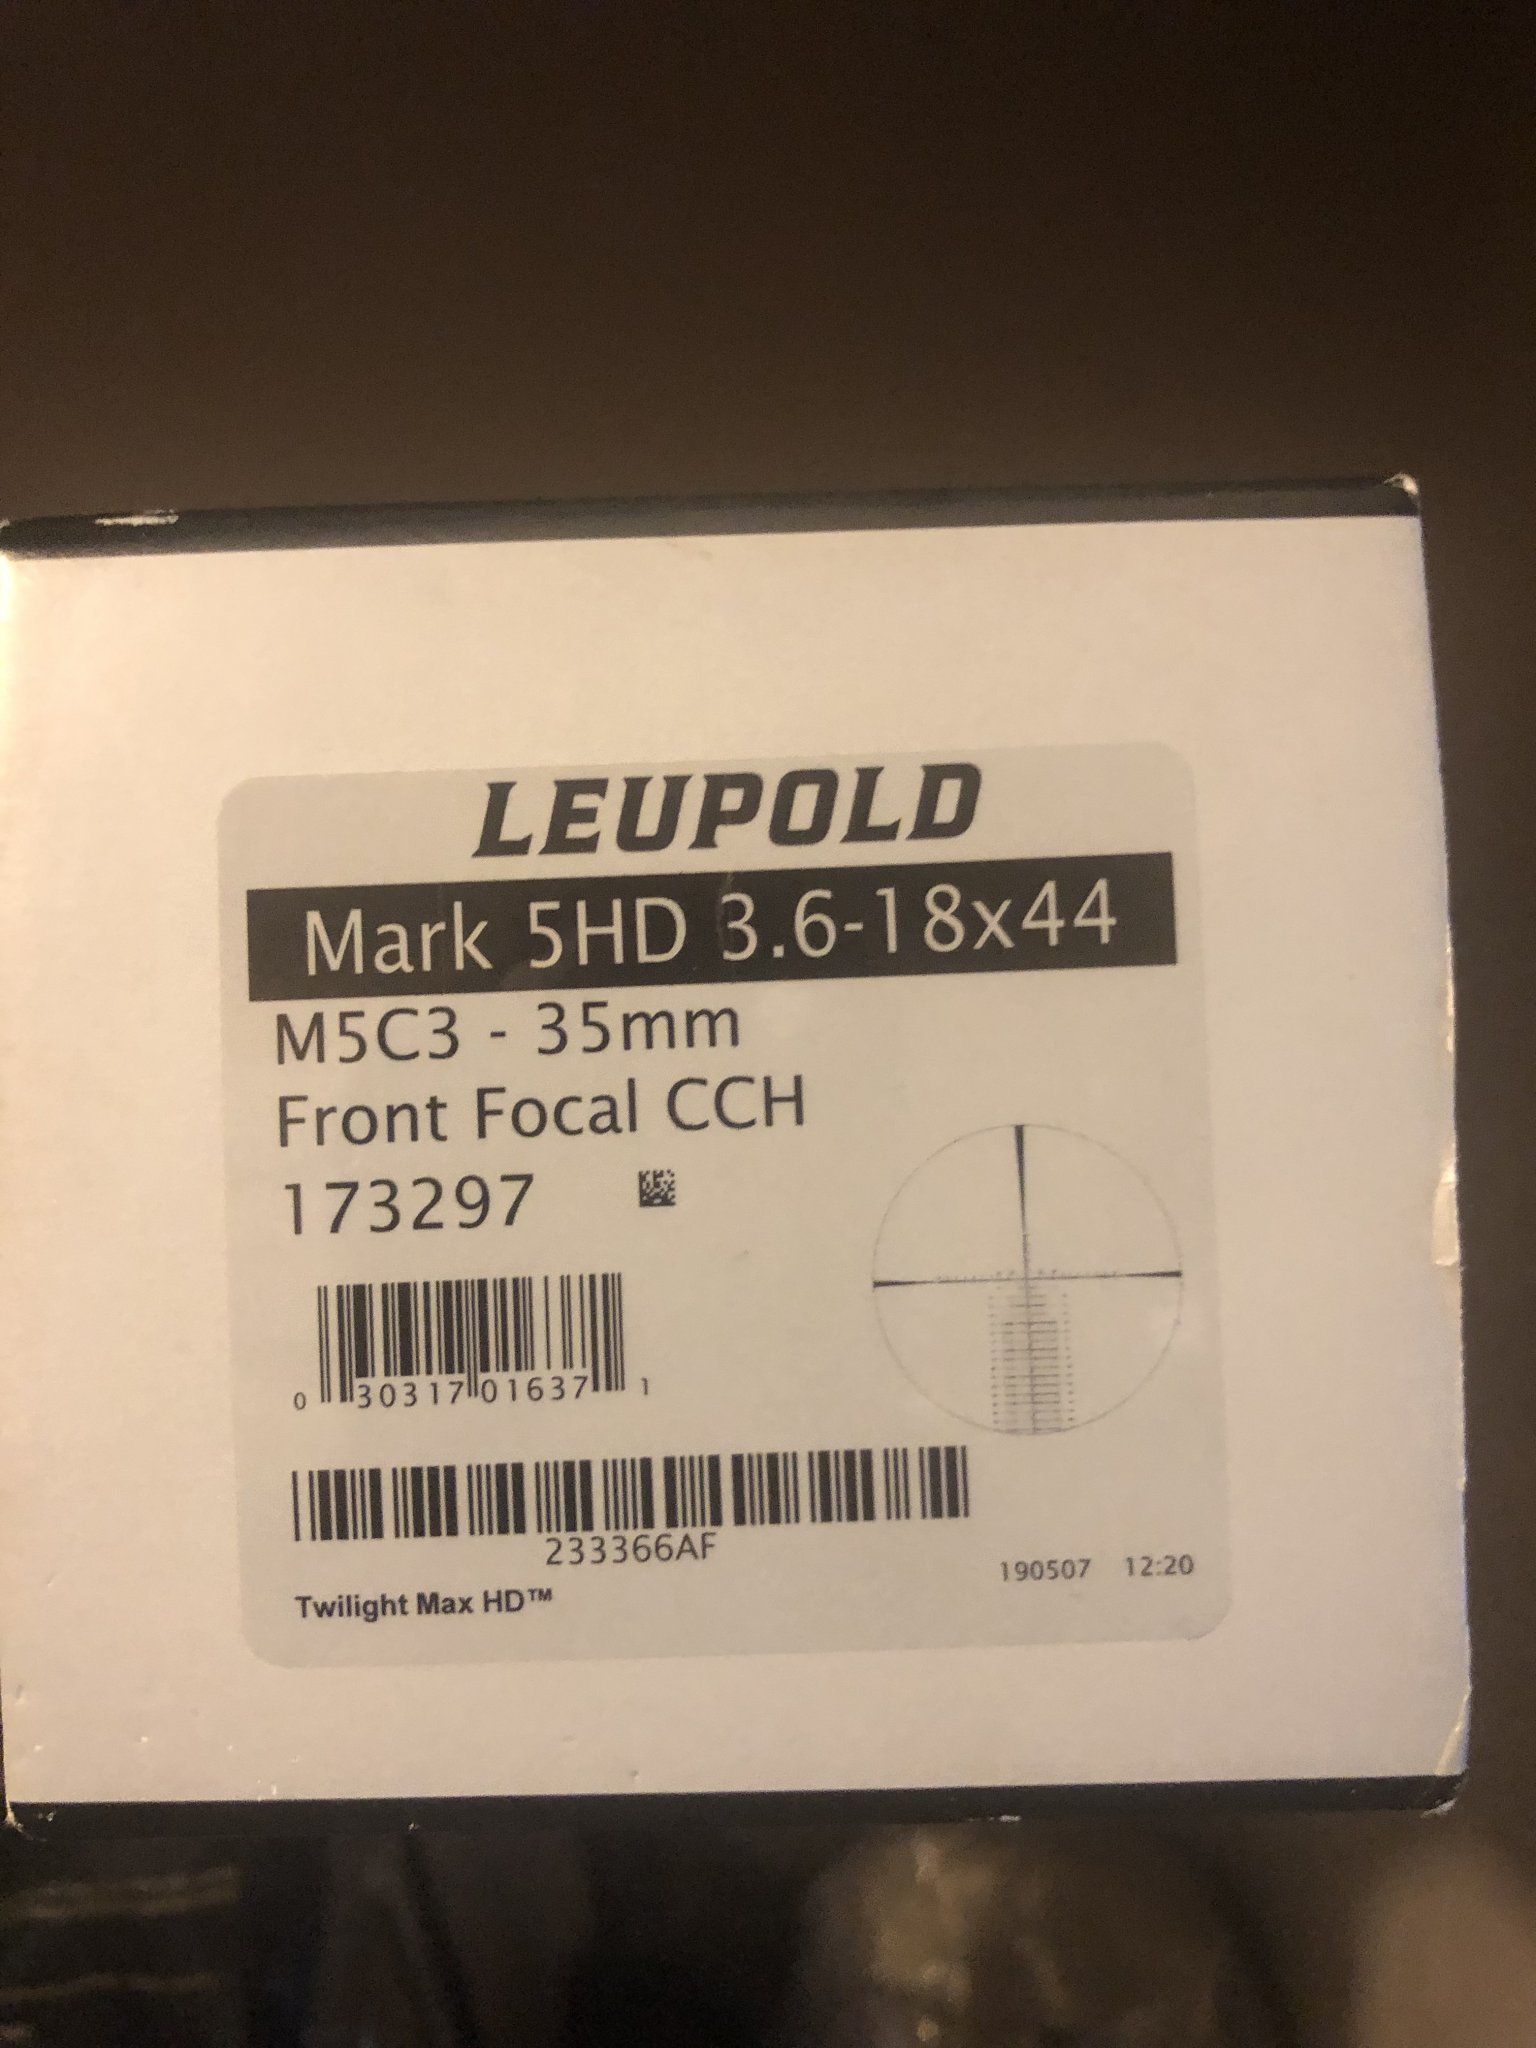 LEUPOLD
Mark 5HD 3.6-18x44
M5C3 - 35mm
Front Focal CCH
173297
0 30317 01637 1
233366AF
190507 12:20
Twilight Max HD™